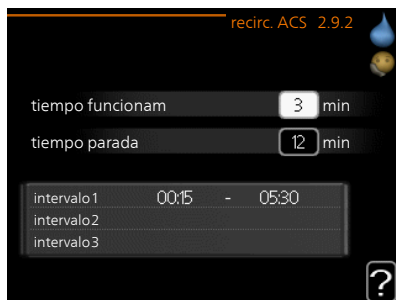 recirc. ACS 2.9.2
tiempo funcionam 3 min
tiempo parada 12 min
intervalo1 00:15 - 05:30
intervalo2
intervalo3
?